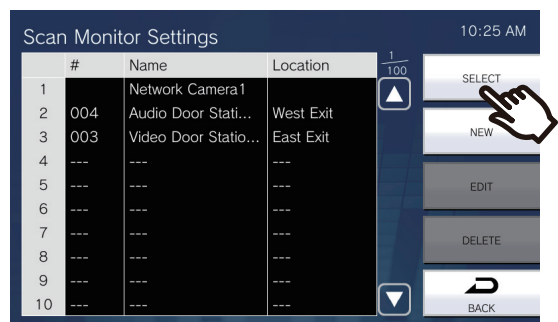 Scan Monitor Settings 10:25 AM
# Name Location 1/100
1 Network Camera1
2 004 Audio Door Stati... West Exit
3 003 Video Door Statio... East Exit
4 --- --- ---
5 --- --- ---
6 --- --- ---
7 --- --- ---
8 --- --- ---
9 --- --- ---
10 --- --- ---
SELECT
NEW
EDIT
DELETE
BACK